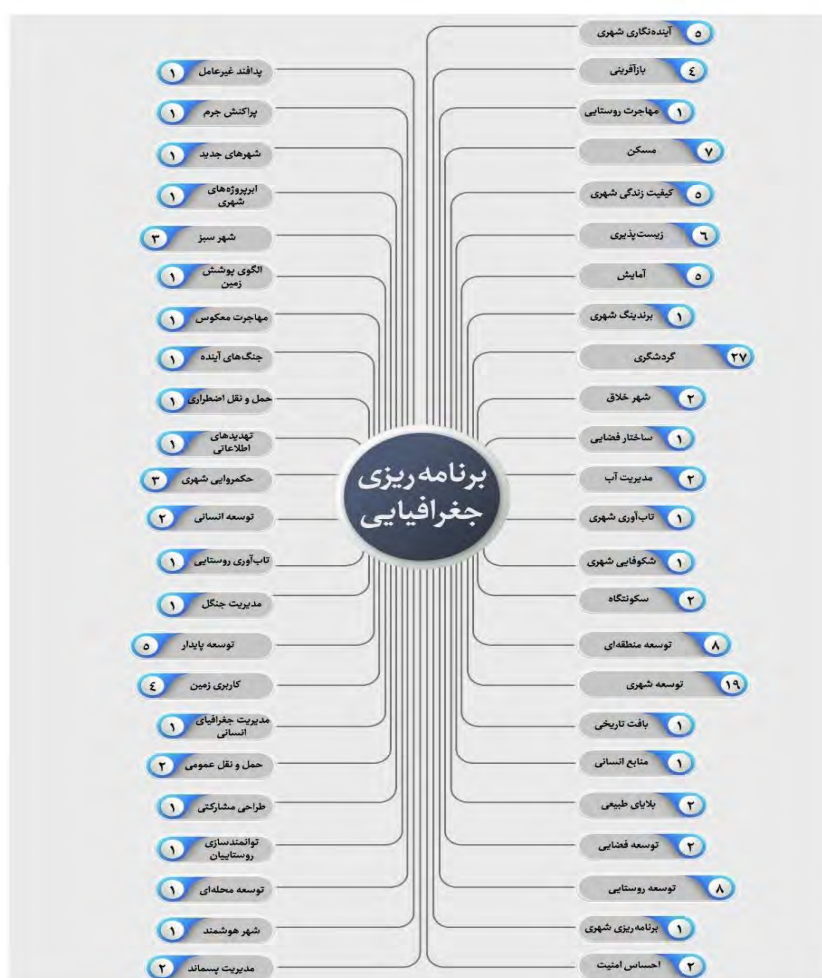 آینده‌نگاری شهری ۵
بازآفرینی ٤
مهاجرت روستایی ۱
مسکن ۷
کیفیت زندگی شهری ۵
زیست‌پذیری ٦
آمایش ۵
برندینگ شهری ۱
گردشگری ۲۷
شهر خلاق ۲
ساختار فضایی ۱
مدیریت آب ۲
تاب‌آوری شهری ۱
شکوفایی شهری ۱
سکونتگاه ۲
توسعه منطقه‌ای ۸
توسعه شهری ۱۹
بافت تاریخی ۱
منابع انسانی ۱
بلایای طبیعی ۲
توسعه فضایی ۲
توسعه روستایی ۸
برنامه‌ریزی شهری ۱
احساس امنیت ۲
برنامه‌ریزی
جغرافیایی
پدافند غیرعامل ۱
پراکنش جرم ۱
شهرهای جدید ۱
ابرپروژه‌های
شهری ۱
شهر سبز ۳
الگوی پوشش
زمین ۱
مهاجرت معکوس ۱
جنگ‌های آینده ۱
حمل و نقل اضطراری ۱
تهدیدهای
اطلاعاتی ۱
حکمروایی شهری ۳
توسعه انسانی ۲
تاب‌آوری روستایی ۱
مدیریت جنگل ۱
توسعه پایدار ۵
کاربری زمین ٤
مدیریت جغرافیای
انسانی ۱
حمل و نقل عمومی ۲
طراحی مشارکتی ۱
توانمندسازی
روستاییان ۱
توسعه محله‌ای ۱
شهر هوشمند ۱
مدیریت پسماند ۲